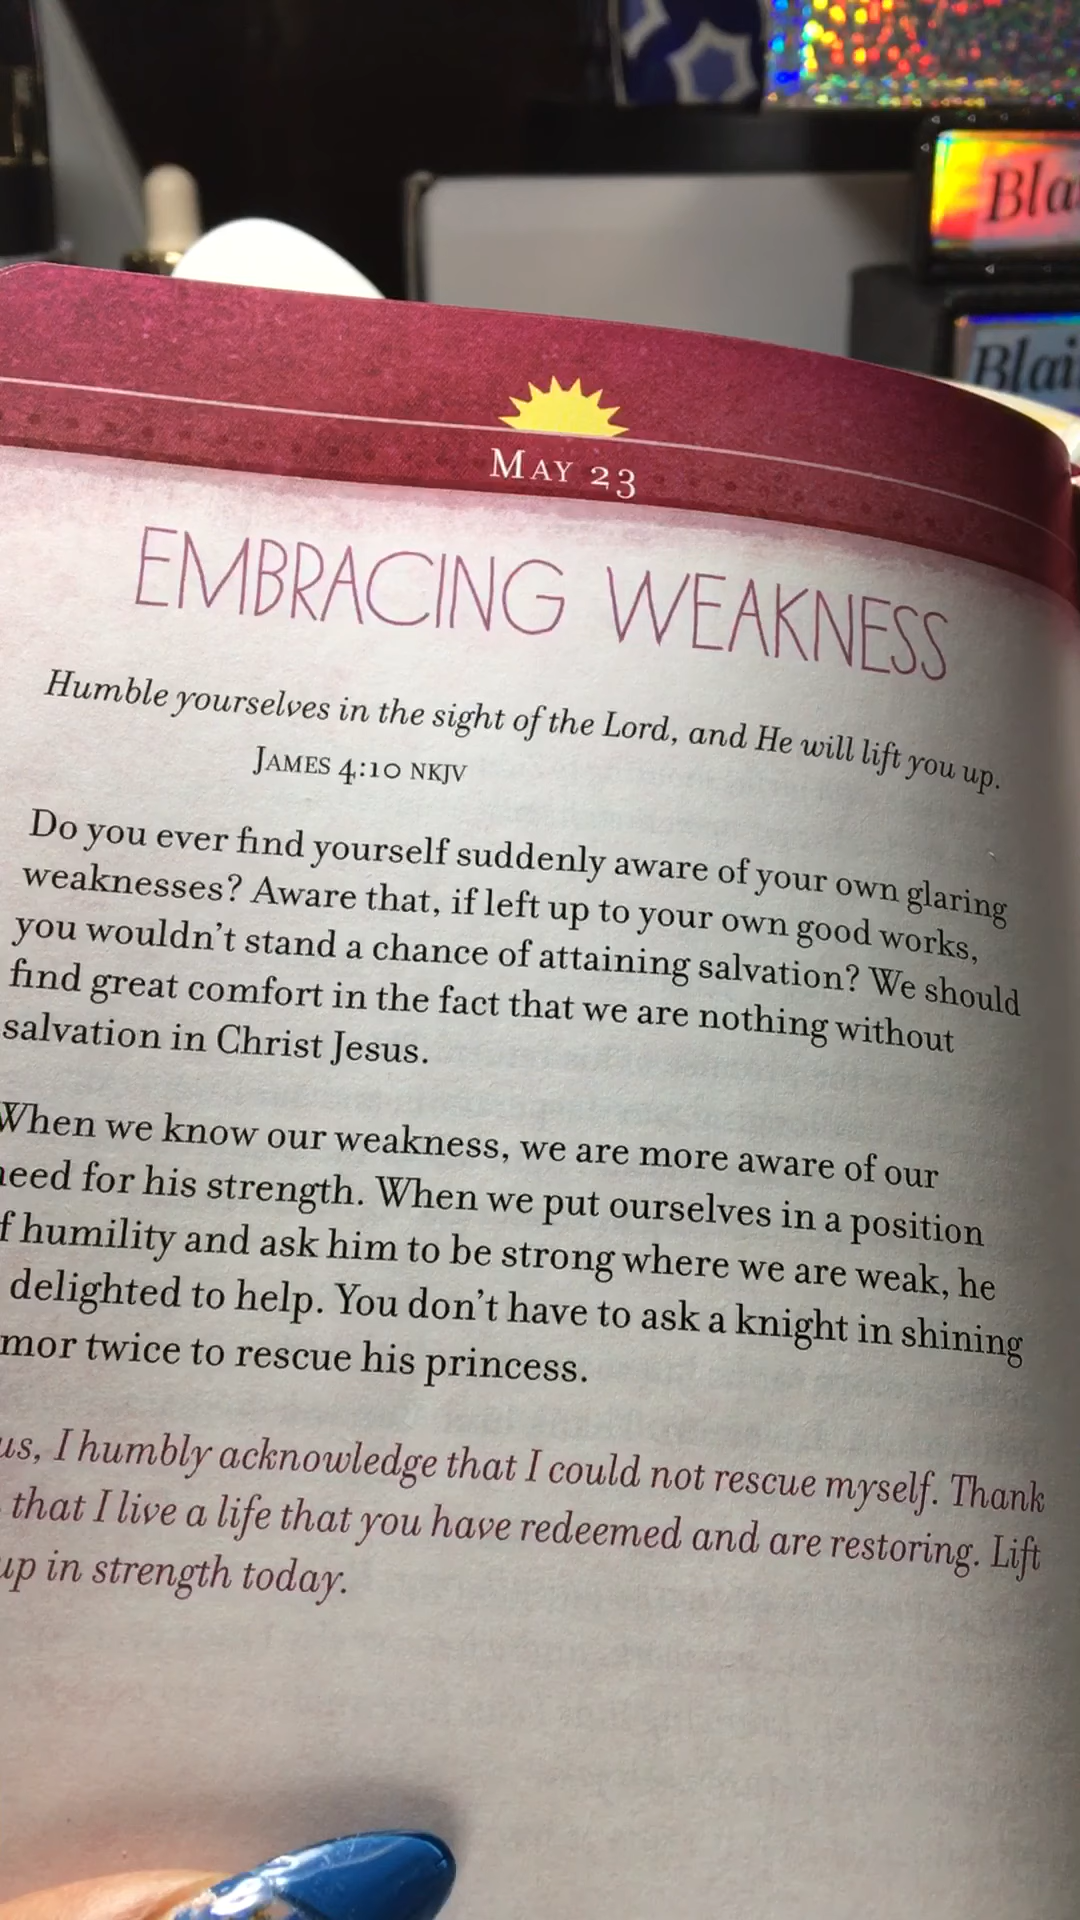 Bla
Blai
MAY 23
EMBRACING WEAKNESS
Humble yourselves in the sight of the Lord, and He will lift you up.
JAMES 4:10 NKJV
Do you ever find yourself suddenly aware of your own glaring
weaknesses? Aware that, if left up to your own good works,
you wouldn't stand a chance of attaining salvation? We should
find great comfort in the fact that we are nothing without
salvation in Christ Jesus.
When we know our weakness, we are more aware of our
need for his strength. When we put ourselves in a position
f humility and ask him to be strong where we are weak, he
delighted to help. You don't have to ask a knight in shining
mor twice to rescue his princess.
us, I humbly acknowledge that I could not rescue myself. Thank
that I live a life that you have redeemed and are restoring. Lift
up in strength today.